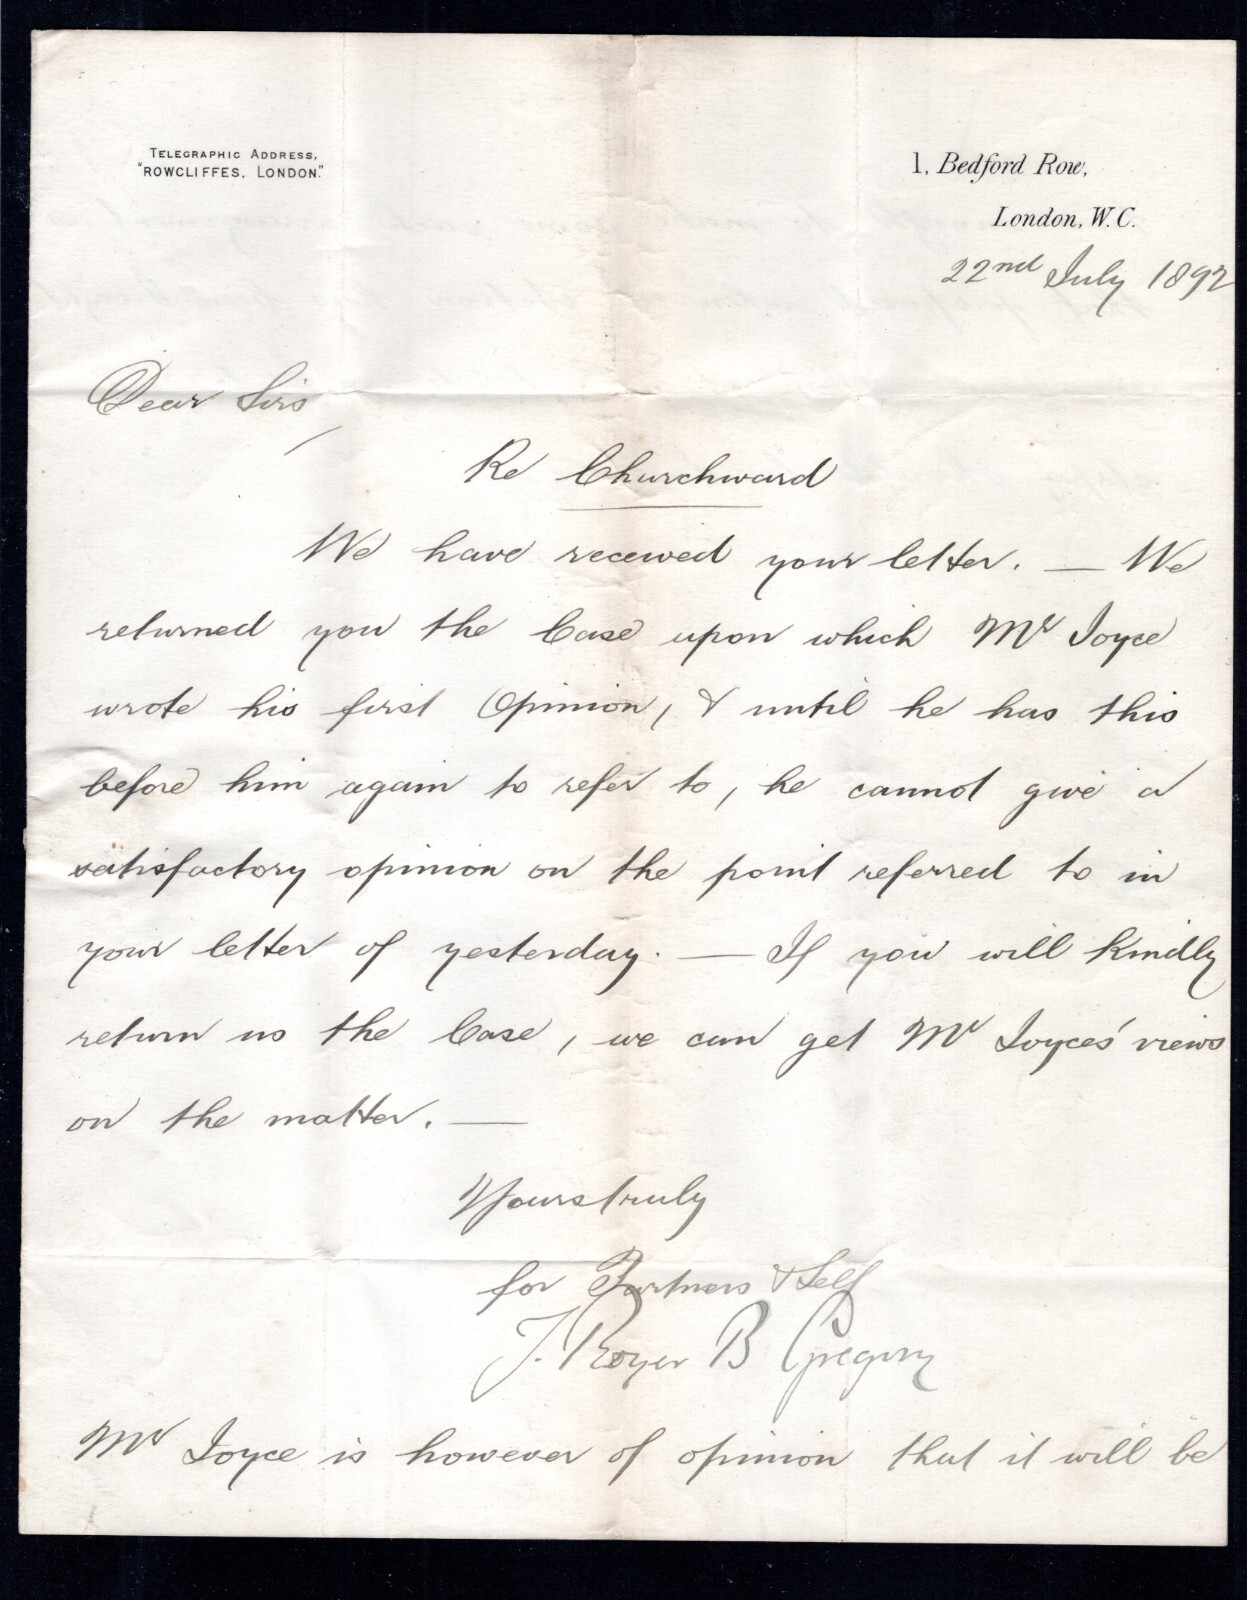 TELEGRAPHIC ADDRESS,
"ROWCLIFFES, LONDON."
1, Bedford Row,
London, W.C.
22nd July 1892
Dear Sirs,
Re Churchward
We have received your letter. — We
returned you the Case upon which Mr Joyce
wrote his first Opinion, & until he has this
before him again to refer to, he cannot give a
satisfactory opinion on the point referred to in
your letter of yesterday. — If you will kindly
return us the Case, we can get Mr Joyces' views
on the matter. —
Yours truly
for Partners & Self
J. Roger B Gregory
Mr Joyce is however of opinion that it will be